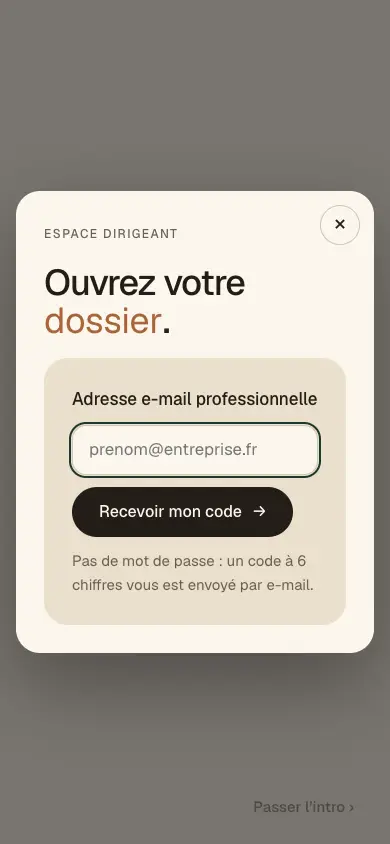 ESPACE DIRIGEANT
×
Ouvrez votre
dossier.
Adresse e-mail professionnelle
prenom@entreprise.fr
Recevoir mon code →
Pas de mot de passe : un code à 6
chiffres vous est envoyé par e-mail.
Passer l'intro ›